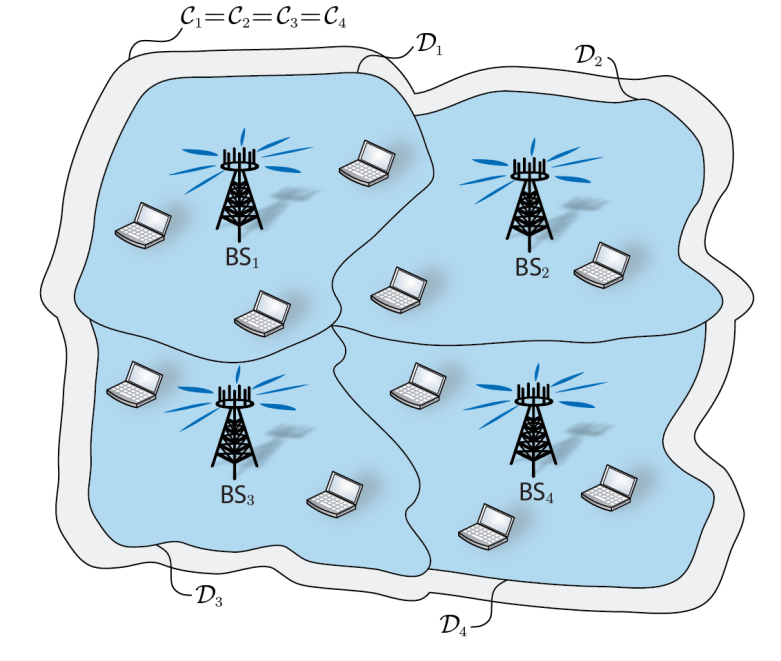 𝒞₁=𝒞₂=𝒞₃=𝒞₄
𝒟₁
𝒟₂
BS₁
BS₂
BS₃
BS₄
𝒟₃
𝒟₄